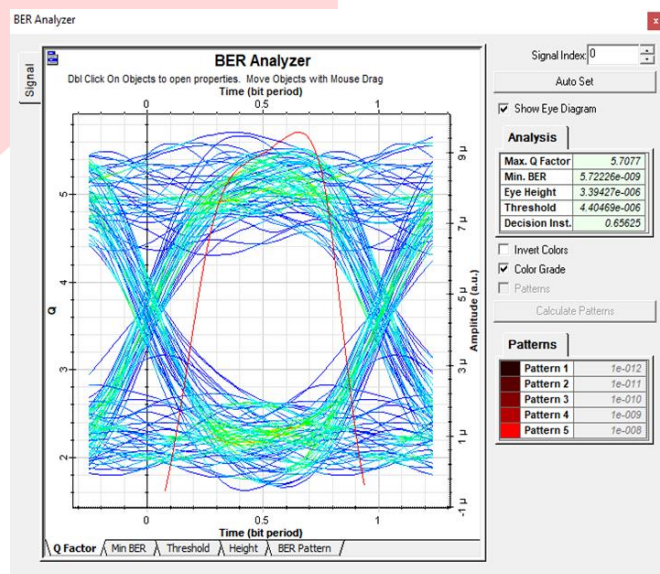 BER Analyzer
x
Signal Index: 0
Auto Set
Show Eye Diagram
Analysis
Max. Q Factor 5.7077
Min. BER 5.72226e-009
Eye Height 3.39427e-006
Threshold 4.40469e-006
Decision Inst. 0.65625
Invert Colors
Color Grade
Patterns
Calculate Patterns
Patterns
Pattern 1 1e-012
Pattern 2 1e-011
Pattern 3 1e-010
Pattern 4 1e-009
Pattern 5 1e-008
Signal
BER Analyzer
Dbl Click On Objects to open properties. Move Objects with Mouse Drag
Time (bit period)
0 0.5 1
5
4
3
2
Q
9 µ
7 µ
5 µ
3 µ
1 µ
-1 µ
Amplitude (a.u.)
0 0.5 1
Time (bit period)
Q Factor Min BER Threshold Height BER Pattern